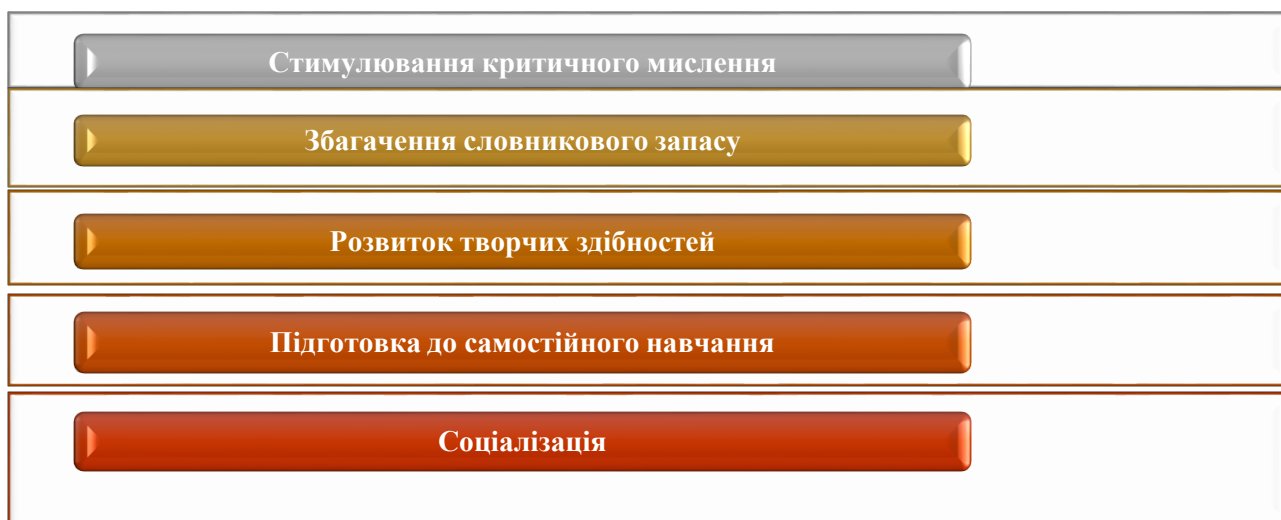 Стимулювання критичного мислення
Збагачення словникового запасу
Розвиток творчих здібностей
Підготовка до самостійного навчання
Соціалізація